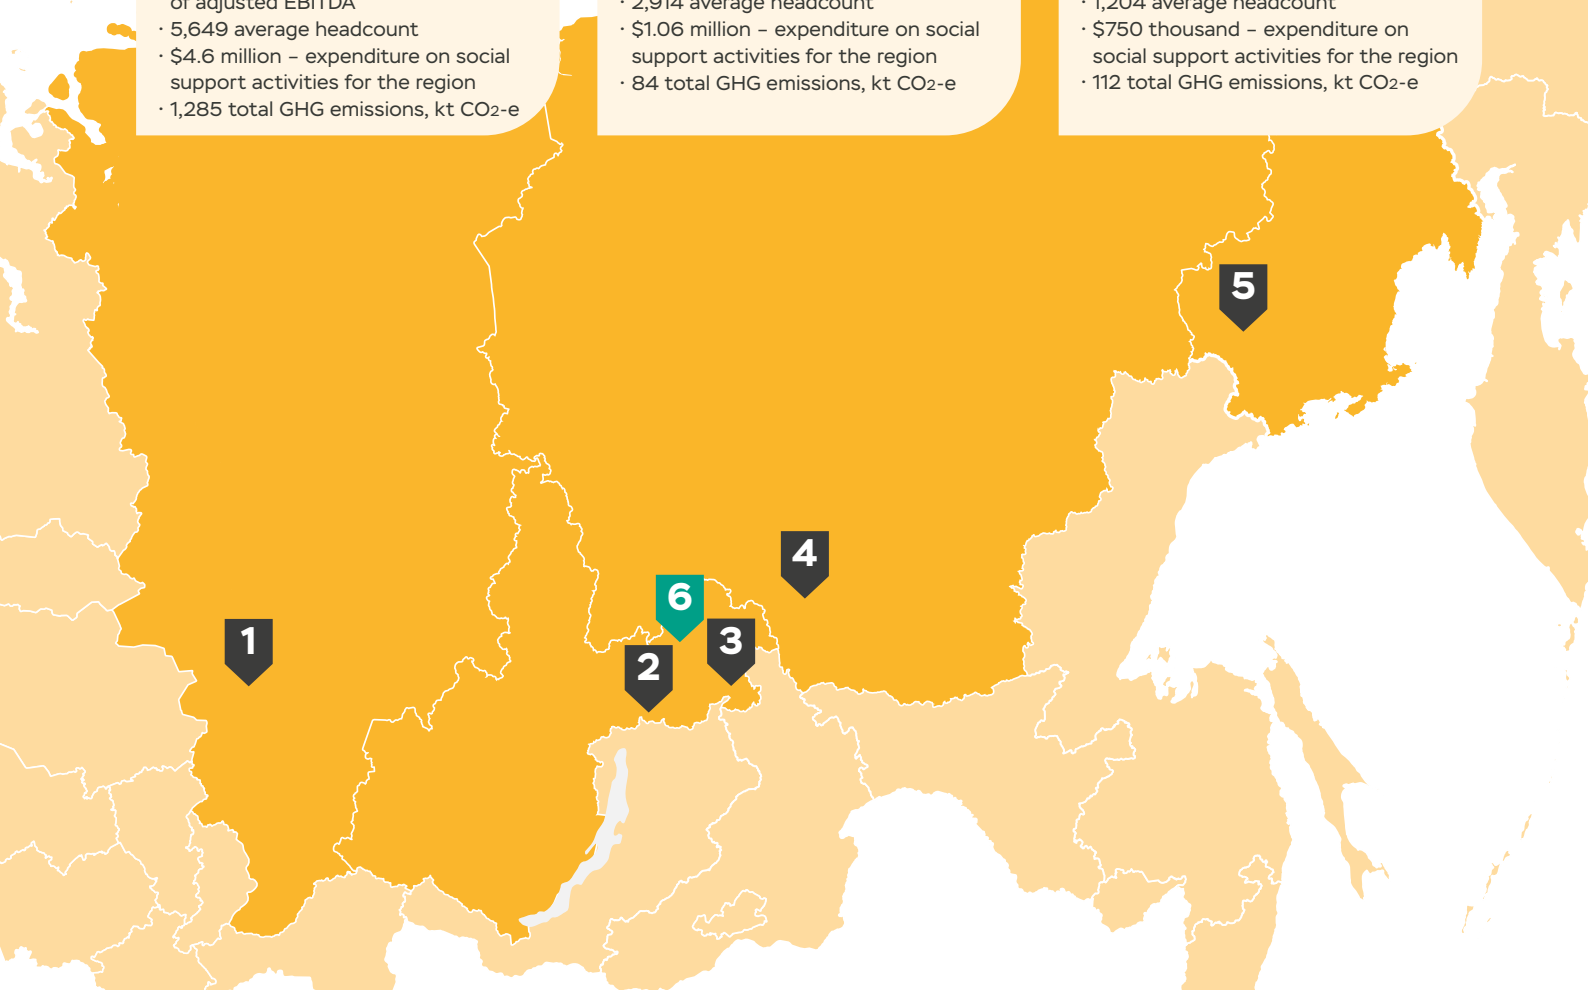 of adjusted EBITDA
· 5,649 average headcount
· $4.6 million – expenditure on social
support activities for the region
· 1,285 total GHG emissions, kt CO2-e
· 2,914 average headcount
· $1.06 million – expenditure on social
support activities for the region
· 84 total GHG emissions, kt CO2-e
· 1,204 average headcount
· $750 thousand – expenditure on
social support activities for the region
· 112 total GHG emissions, kt CO2-e
5
4
6
1
3
2